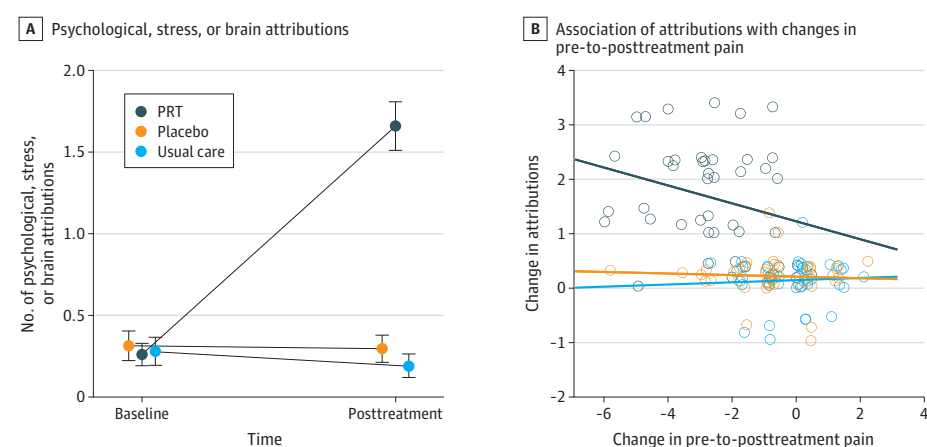 A Psychological, stress, or brain attributions
2.0
1.5
1.0
0.5
0
No. of psychological, stress,
or brain attributions
PRT
Placebo
Usual care
Baseline
Posttreatment
Time
B Association of attributions with changes in
pre-to-posttreatment pain
4
3
2
1
0
-1
-2
Change in attributions
-6 -4 -2 0 2 4
Change in pre-to-posttreatment pain